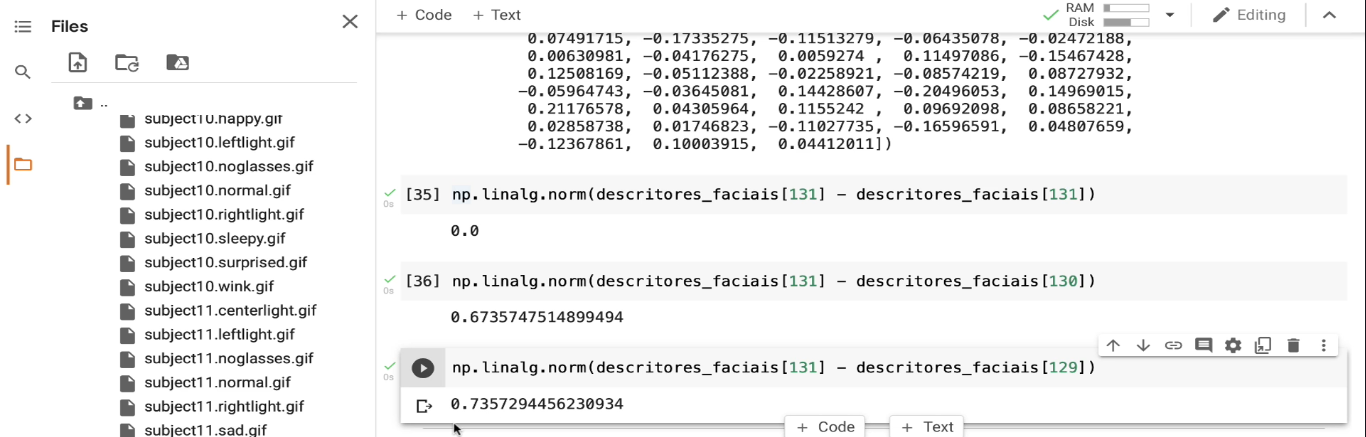 Files
..
subject10.happy.gif
subject10.leftlight.gif
subject10.noglasses.gif
subject10.normal.gif
subject10.rightlight.gif
subject10.sleepy.gif
subject10.surprised.gif
subject10.wink.gif
subject11.centerlight.gif
subject11.leftlight.gif
subject11.noglasses.gif
subject11.normal.gif
subject11.rightlight.gif
subject11.sad.gif
+ Code + Text
RAM
Disk
Editing
0.07491715, -0.17335275, -0.11513279, -0.06435078, -0.02472188,
0.00630981, -0.04176275, 0.0059274 , 0.11497086, -0.15467428,
0.12508169, -0.05112388, -0.02258921, -0.08574219, 0.08727932,
-0.05964743, -0.03645081, 0.14428607, -0.20496053, 0.14969015,
0.21176578, 0.04305964, 0.1155242 , 0.09692098, 0.08658221,
0.02858738, 0.01746823, -0.11027735, -0.16596591, 0.04807659,
-0.12367861, 0.10003915, 0.04412011])
[35] np.linalg.norm(descritores_faciais[131] - descritores_faciais[131])
0s
0.0
[36] np.linalg.norm(descritores_faciais[131] - descritores_faciais[130])
0s
0.6735747514899494
np.linalg.norm(descritores_faciais[131] - descritores_faciais[129])
0s
0.7357294456230934
+ Code + Text